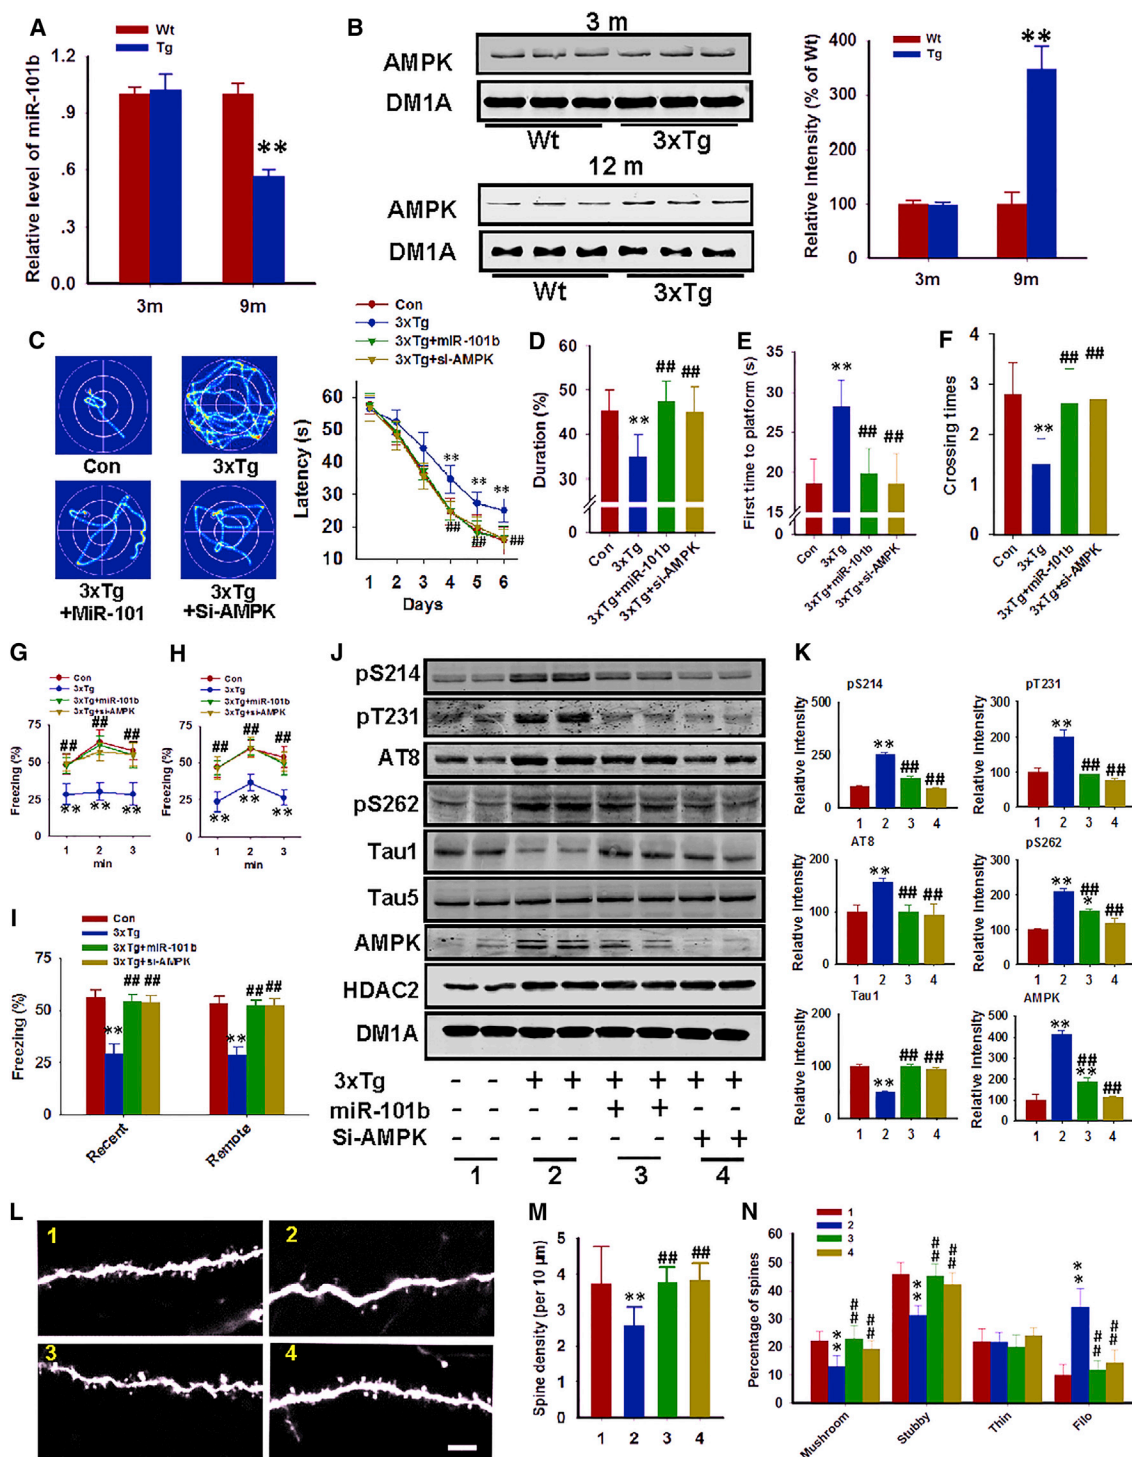 A
Wt
Tg
Relative level of miR-101b
1.2
.9
.6
.3
0.0
**
3m
9m
B
3 m
AMPK
DM1A
Wt
3xTg
12 m
AMPK
DM1A
Wt
3xTg
Wt
Tg
Relative Intensity (% of Wt)
400
300
200
100
0
**
3m
9m
C
Con
3xTg
3xTg
+MiR-101
3xTg
+Si-AMPK
Con
3xTg
3xTg+miR-101b
3xTg+si-AMPK
Latency (s)
60
50
40
30
20
10
** ** **
## ## ##
1 2 3 4 5 6
Days
D
Duration (%)
60
50
40
30
0
**
## ##
Con
3xTg
3xTg+miR-101b
3xTg+si-AMPK
E
First time to platform (s)
35
30
25
20
15
0
**
## ##
Con
3xTg
3xTg+miR-101b
3xTg+si-AMPK
F
Crossing times
4
2
0
**
## ##
Con
3xTg
3xTg+miR-101b
3xTg+si-AMPK
G
Con
3xTg
3xTg+miR-101b
3xTg+si-AMPK
Freezing (%)
75
50
25
0
## ## ##
** ** **
1 2 3
min
H
Con
3xTg
3xTg+miR-101b
3xTg+si-AMPK
Freezing (%)
75
50
25
0
## ## ##
** ** **
1 2 3
min
I
Con
3xTg
3xTg+miR-101b
3xTg+si-AMPK
Freezing (%)
75
50
25
0
** ## ##
** ## ##
Recent
Remote
J
pS214
pT231
AT8
pS262
Tau1
Tau5
AMPK
HDAC2
DM1A
3xTg - - + + + + + +
miR-101b - - - - + + - -
Si-AMPK - - - - - - + +
1 2 3 4
K
pS214
Relative Intensity
500
250
0
** ## ##
1 2 3 4
pT231
Relative Intensity
300
200
100
0
** ## ##
1 2 3 4
AT8
Relative Intensity
200
100
0
** ## ##
1 2 3 4
pS262
Relative Intensity
300
200
100
0
** ## * ##
1 2 3 4
Tau1
Relative Intensity
200
100
0
** ## ##
1 2 3 4
AMPK
Relative Intensity
500
400
300
200
100
0
** ## ** ##
1 2 3 4
L
1
2
3
4
M
Spine density (per 10 μm)
6
5
4
3
2
1
0
** ## ##
1 2 3 4
N
1
2
3
4
Percentage of spines
60
50
40
30
20
10
0
** ## ##
** ## ##
** ## ##
Mushroom
Stubby
Thin
Filo